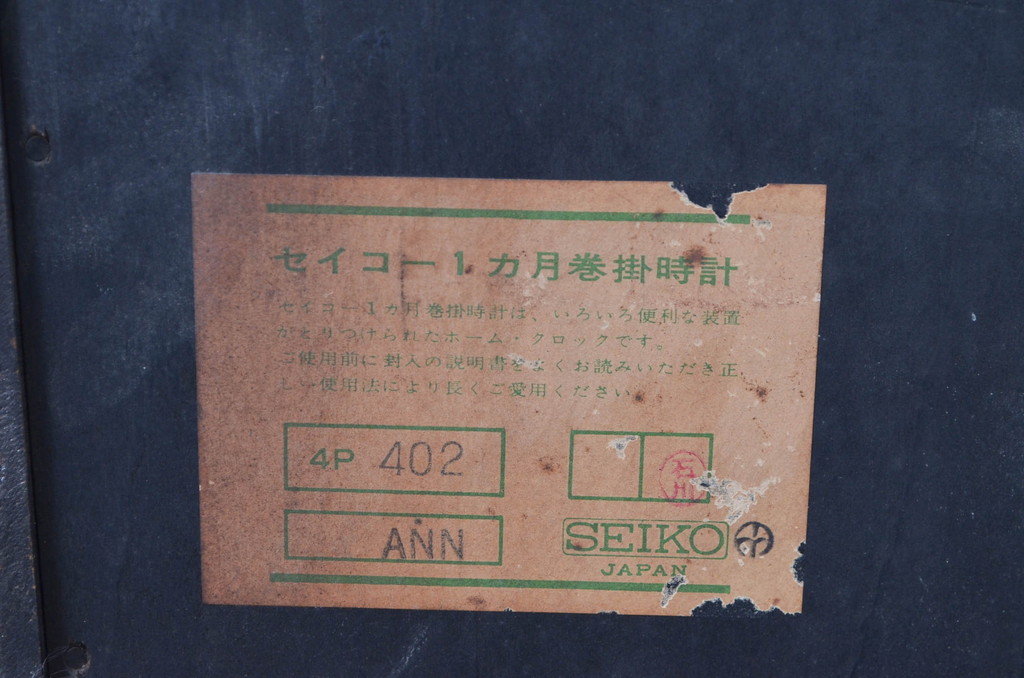 セイコー1カ月巻掛時計
セイコー1カ月巻掛時計は、いろいろ便利な装置
がとりつけられたホーム・クロックです。
ご使用前に封入の説明書をよくお読みいただき正
しい使用法により長くご愛用ください。
4P 402
石川
ANN
SEIKO
JAPAN